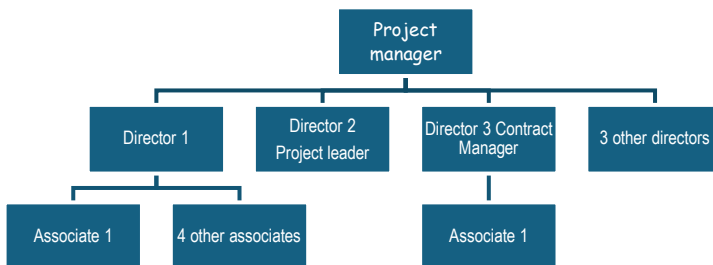 Project
manager
Director 1
Director 2
Project leader
Director 3 Contract
Manager
3 other directors
Associate 1
4 other associates
Associate 1